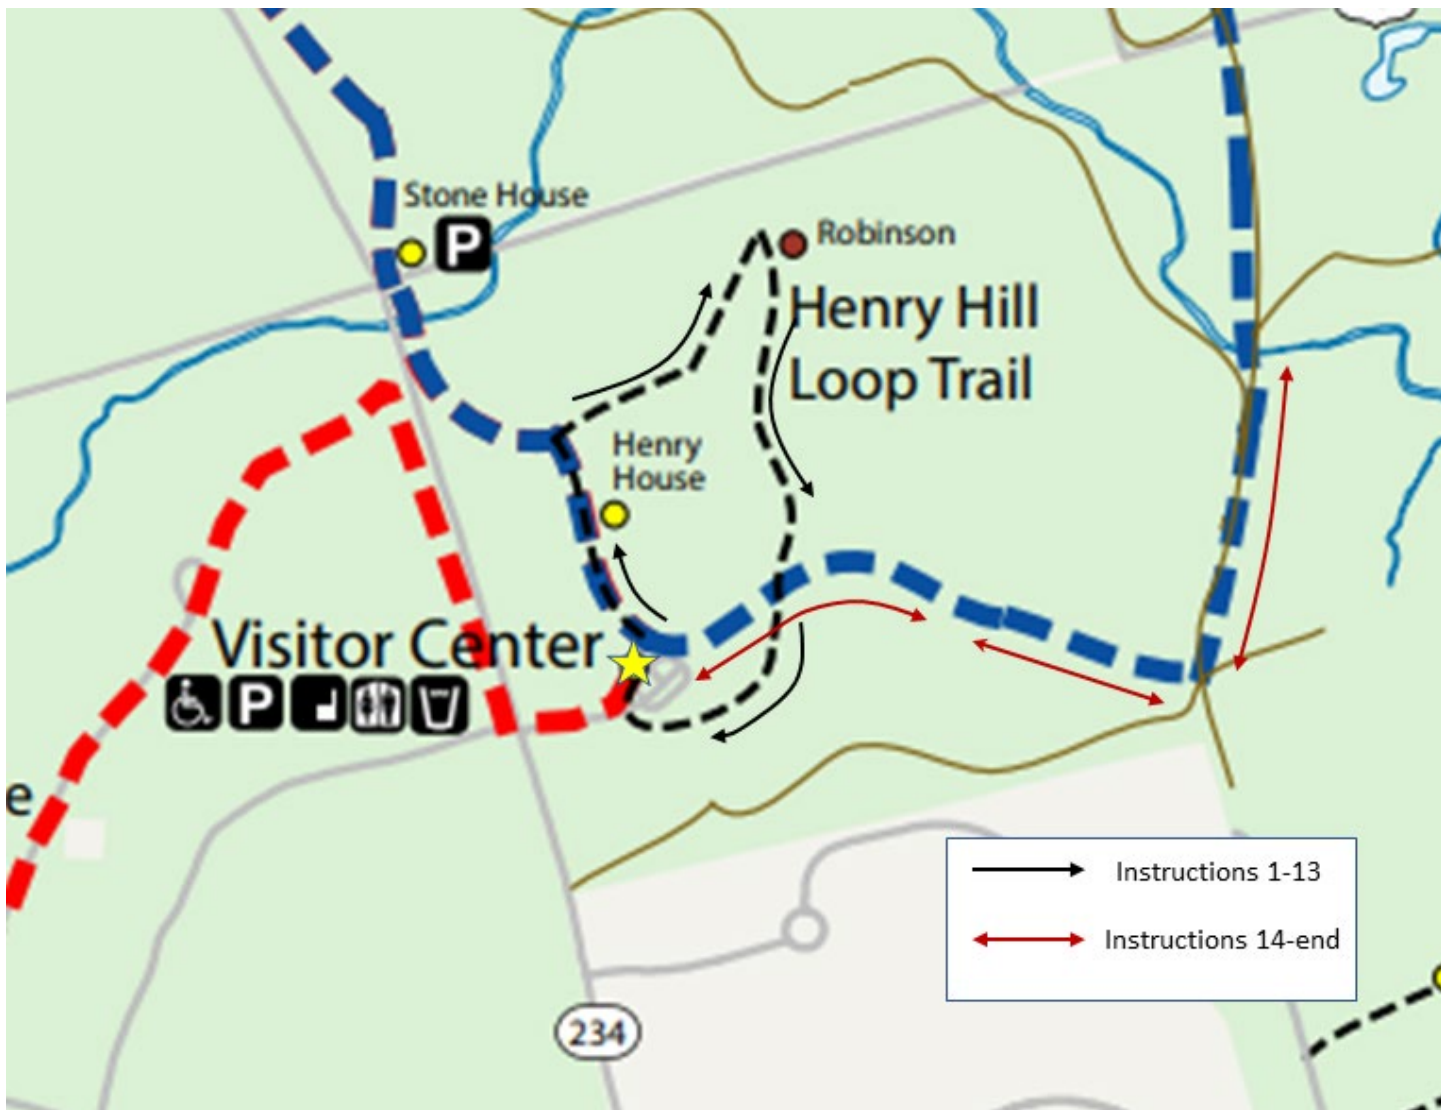 Stone House
P
Robinson
Henry Hill
Loop Trail
Henry
House
Visitor Center
P
e
Instructions 1-13
Instructions 14-end
234